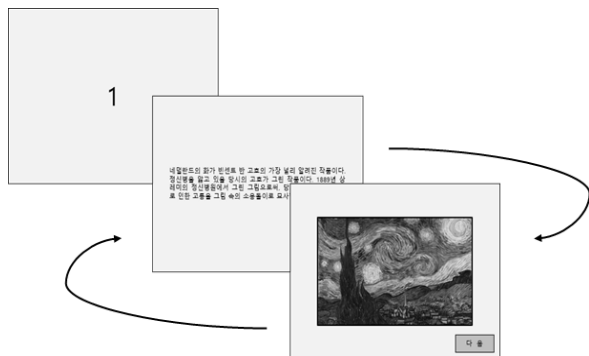 1
네덜란드의 화가 빈센트 반 고흐의 가장 널리 알려진 작품이다.
정신병을 앓고 있을 당시의 고흐가 그린 작품이다. 1889년 상
레미의 정신병원에서 그린 그림으로써,
로 인한 고통을 그림 속의 소용돌이로 묘사
다 음